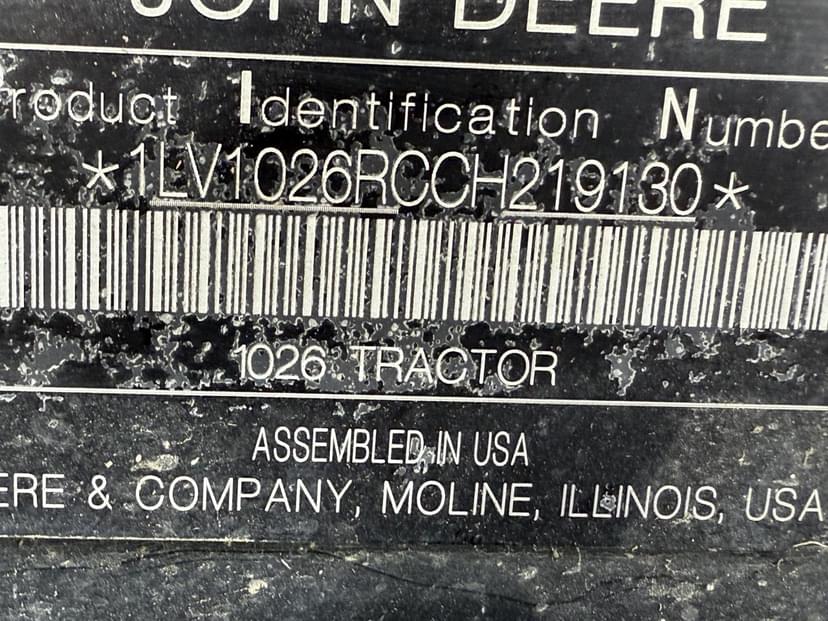 JOHN DEERE
Product Identification Number
*1LV1026RCCH219130*
1026 TRACTOR
ASSEMBLED IN USA
DEERE & COMPANY, MOLINE, ILLINOIS, USA